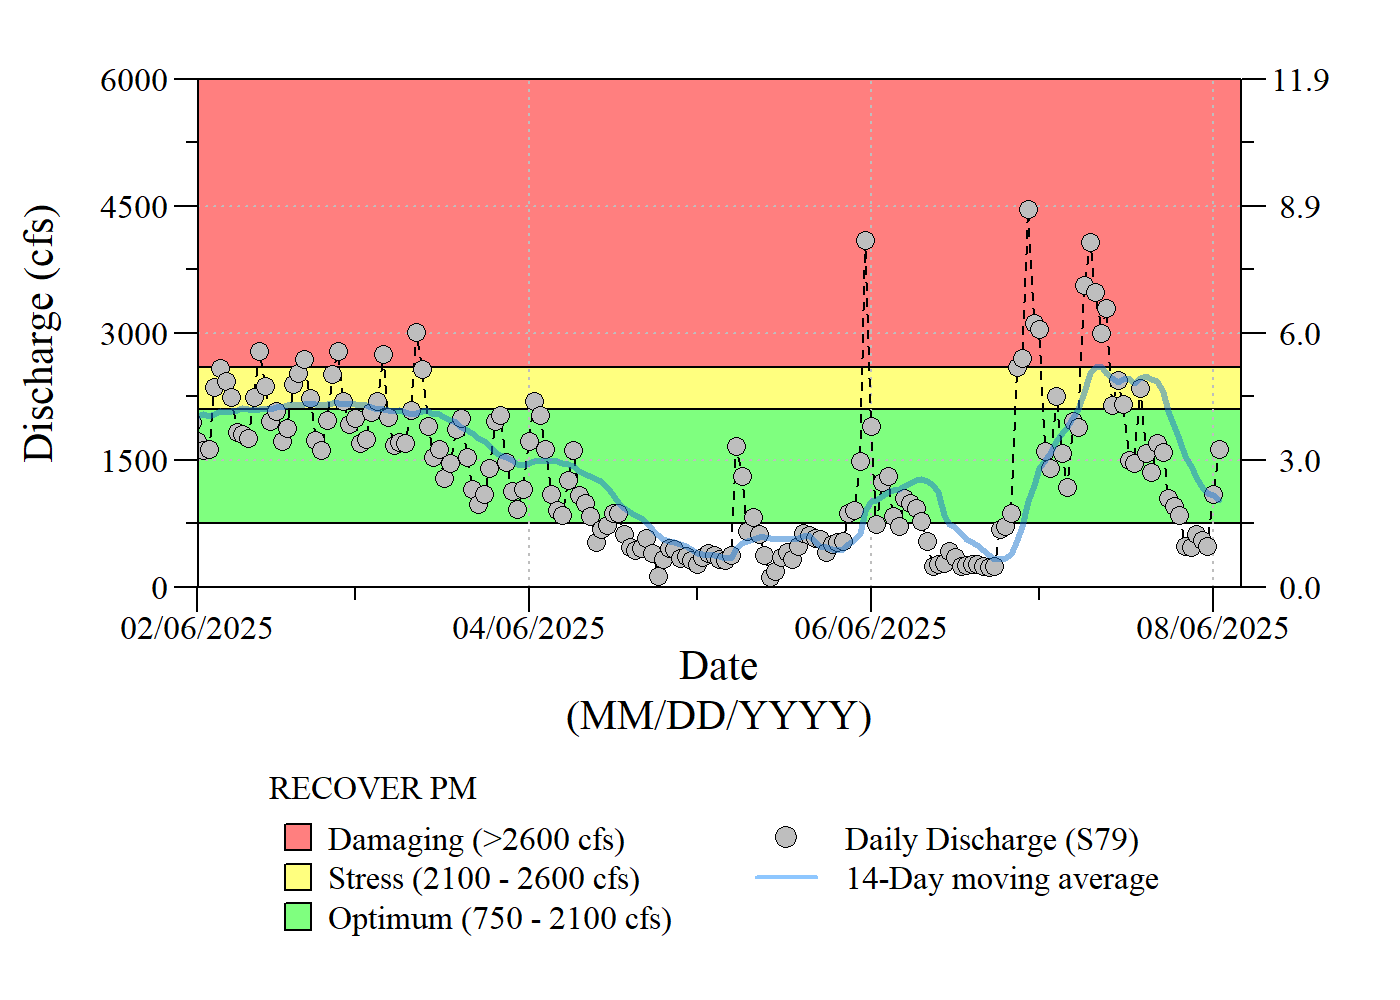 6000
4500
3000
1500
0
11.9
8.9
6.0
3.0
0.0
Discharge (cfs)
02/06/2025
04/06/2025
06/06/2025
08/06/2025
Date
(MM/DD/YYYY)
RECOVER PM
Damaging (>2600 cfs)
Stress (2100 - 2600 cfs)
Optimum (750 - 2100 cfs)
Daily Discharge (S79)
14-Day moving average